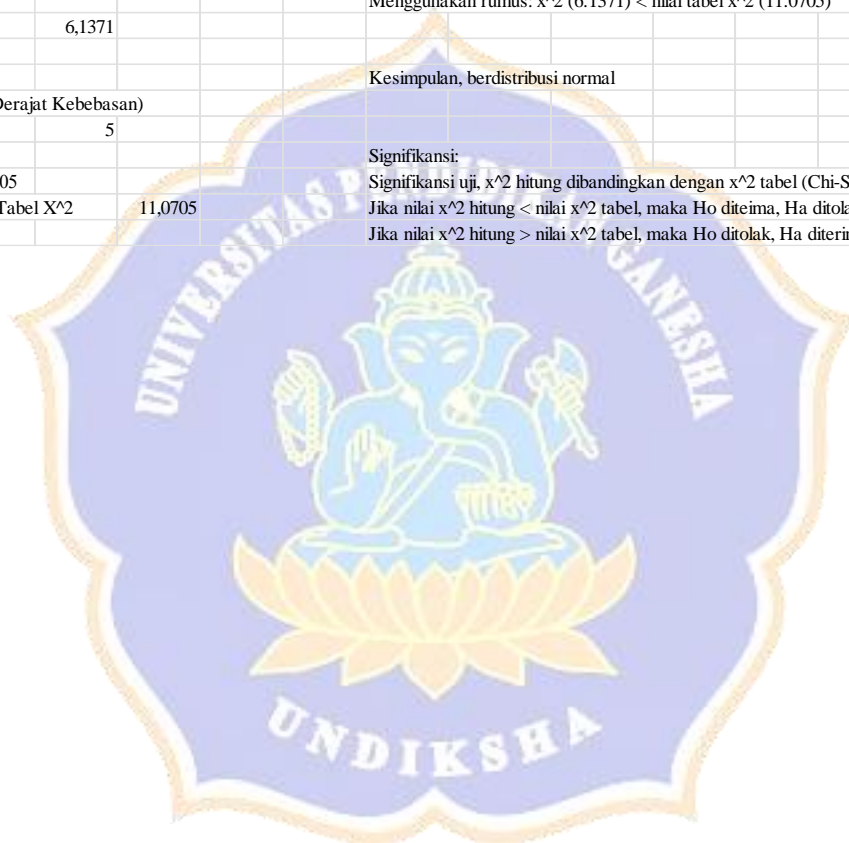 Menggunakan rumus: x^2 (6.1371) < nilai tabel x^2 (11.0705)
6,1371
Kesimpulan, berdistribusi normal
Derajat Kebebasan)
5
Signifikansi:
05
Signifikansi uji, x^2 hitung dibandingkan dengan x^2 tabel (Chi-S
Tabel X^2 11,0705
Jika nilai x^2 hitung < nilai x^2 tabel, maka Ho diteima, Ha ditola
Jika nilai x^2 hitung > nilai x^2 tabel, maka Ho ditolak, Ha diterim
UNIVERSITAS PENDIDIKAN GANESHA
UNDIKSHA